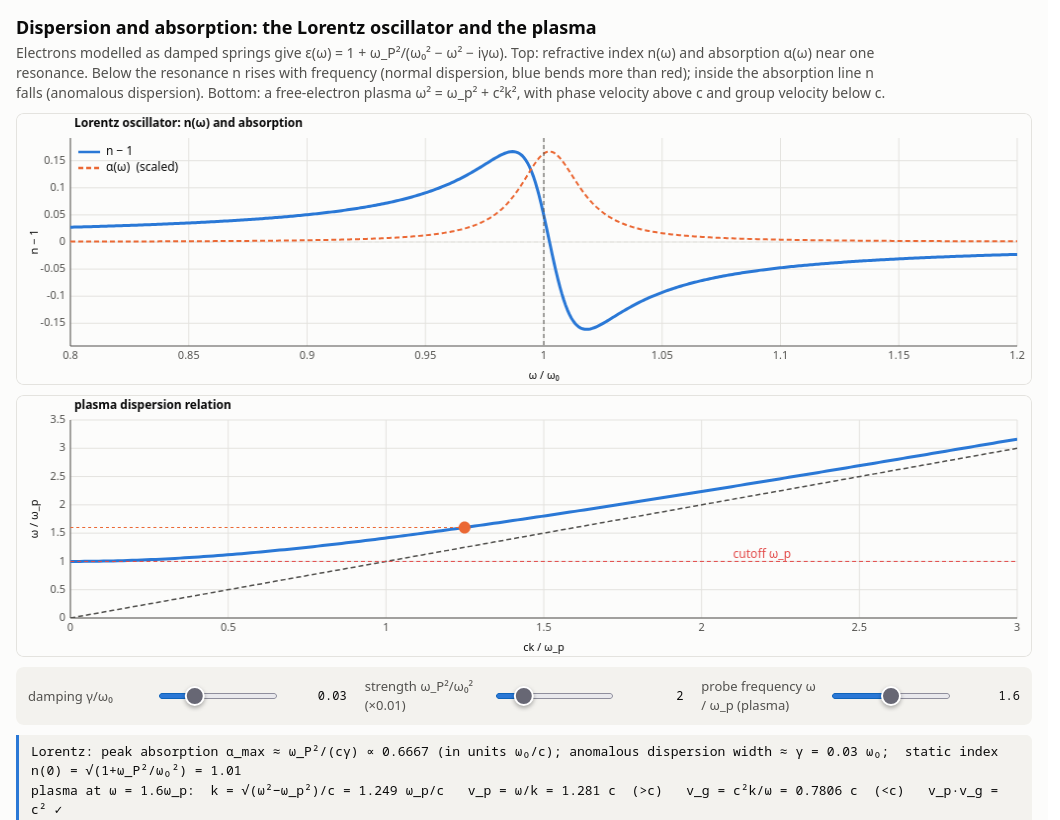 Dispersion and absorption: the Lorentz oscillator and the plasma
Electrons modelled as damped springs give ε(ω) = 1 + ω_P²/(ω₀² − ω² − iγω). Top: refractive index n(ω) and absorption α(ω) near one
resonance. Below the resonance n rises with frequency (normal dispersion, blue bends more than red); inside the absorption line n
falls (anomalous dispersion). Bottom: a free-electron plasma ω² = ω_p² + c²k², with phase velocity above c and group velocity below c.
Lorentz oscillator: n(ω) and absorption
n − 1
α(ω) (scaled)
0.15
0.1
0.05
0
-0.05
-0.1
-0.15
n − 1
0.8 0.85 0.9 0.95 1 1.05 1.1 1.15 1.2
ω / ω₀
plasma dispersion relation
3.5
3
2.5
2
1.5
1
0.5
0
ω / ω_p
cutoff ω_p
0 0.5 1 1.5 2 2.5 3
ck / ω_p
damping γ/ω₀ 0.03
strength ω_P²/ω₀²
(×0.01) 2
probe frequency ω
/ ω_p (plasma) 1.6
Lorentz: peak absorption α_max ≈ ω_P²/(cγ) ∝ 0.6667 (in units ω₀/c); anomalous dispersion width ≈ γ = 0.03 ω₀; static index
n(0) = √(1+ω_P²/ω₀²) = 1.01
plasma at ω = 1.6ω_p: k = √(ω²−ω_p²)/c = 1.249 ω_p/c v_p = ω/k = 1.281 c (>c) v_g = c²k/ω = 0.7806 c (<c) v_p·v_g =
c² ✓